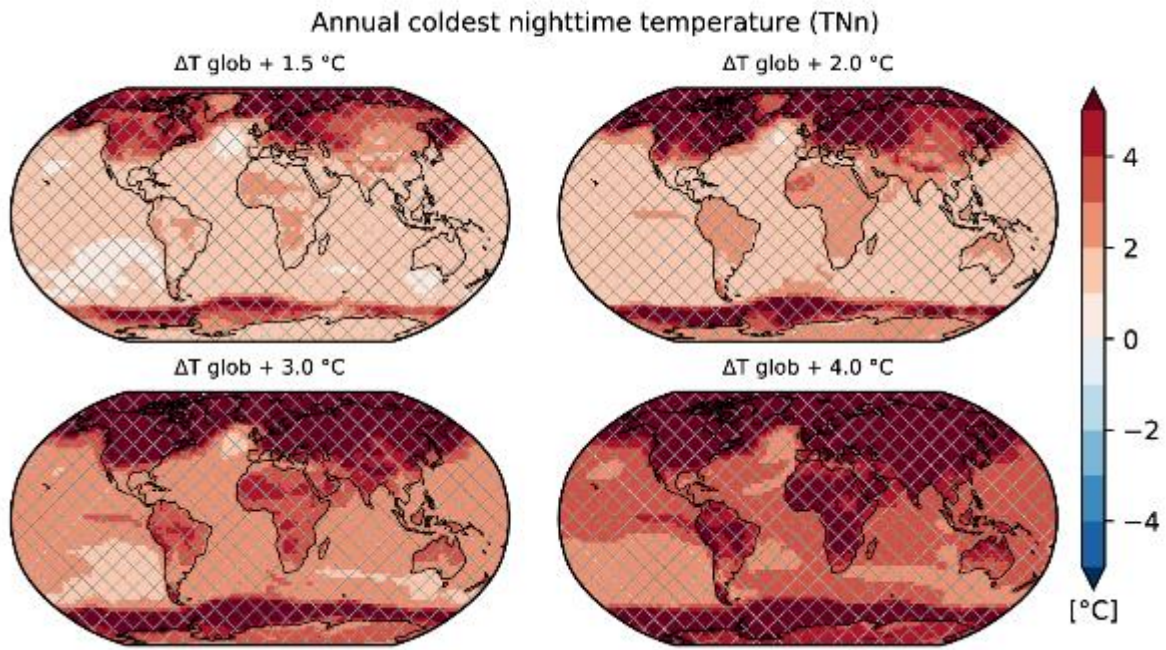 Annual coldest nighttime temperature (TNn)
ΔT glob + 1.5 °C
ΔT glob + 2.0 °C
4
2
0
−2
−4
[°C]
ΔT glob + 3.0 °C
ΔT glob + 4.0 °C